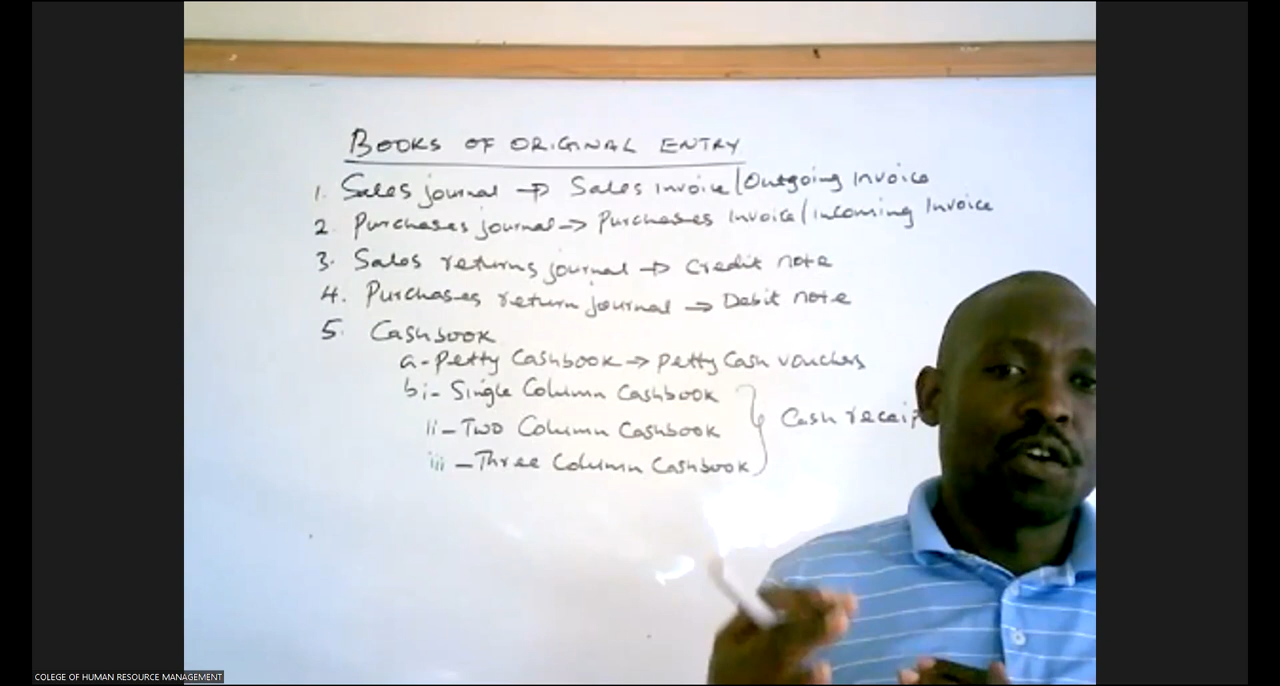 BOOKS OF ORIGINAL ENTRY
1. Sales journal → Sales Invoice/Outgoing Invoice
2. Purchases journal → Purchases Invoice/Incoming Invoice
3. Sales returns journal → Credit note
4. Purchases return journal → Debit note
5. Cashbook
a- Petty Cashbook → Petty Cash vouchers
bi- Single Column Cashbook
ii- Two Column Cashbook
Cash
iii- Three Column Cashbook
COLEGE OF HUMAN RESOURCE MANAGEMENT